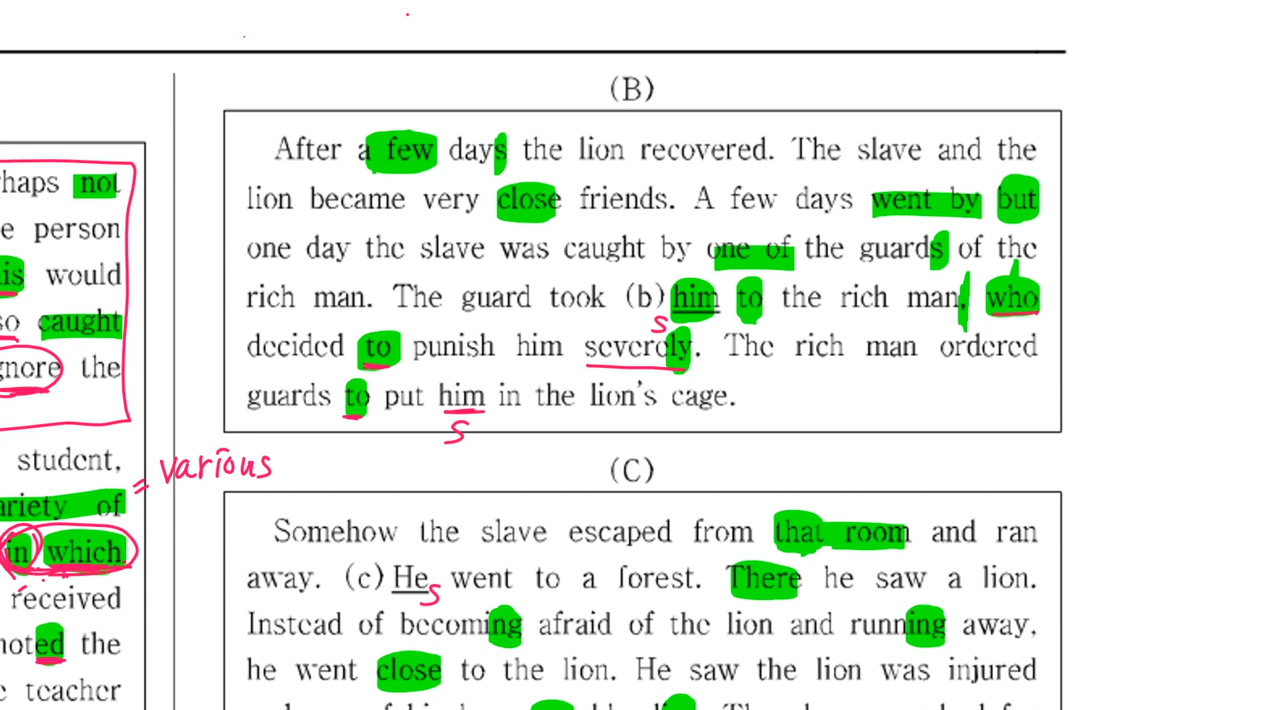 haps not
e person
is would
so caught
gnore the
student,
ariety of
= various
in which
received
noted the
teacher
(B)
After a few days the lion recovered. The slave and the
lion became very close friends. A few days went by but
one day the slave was caught by one of the guards of the
rich man. The guard took (b) him to the rich man, who
s
decided to punish him severely. The rich man ordered
guards to put him in the lion's cage.
s
(C)
Somehow the slave escaped from that room and ran
away. (c) He went to a forest. There he saw a lion.
s
Instead of becoming afraid of the lion and running away,
he went close to the lion. He saw the lion was injured